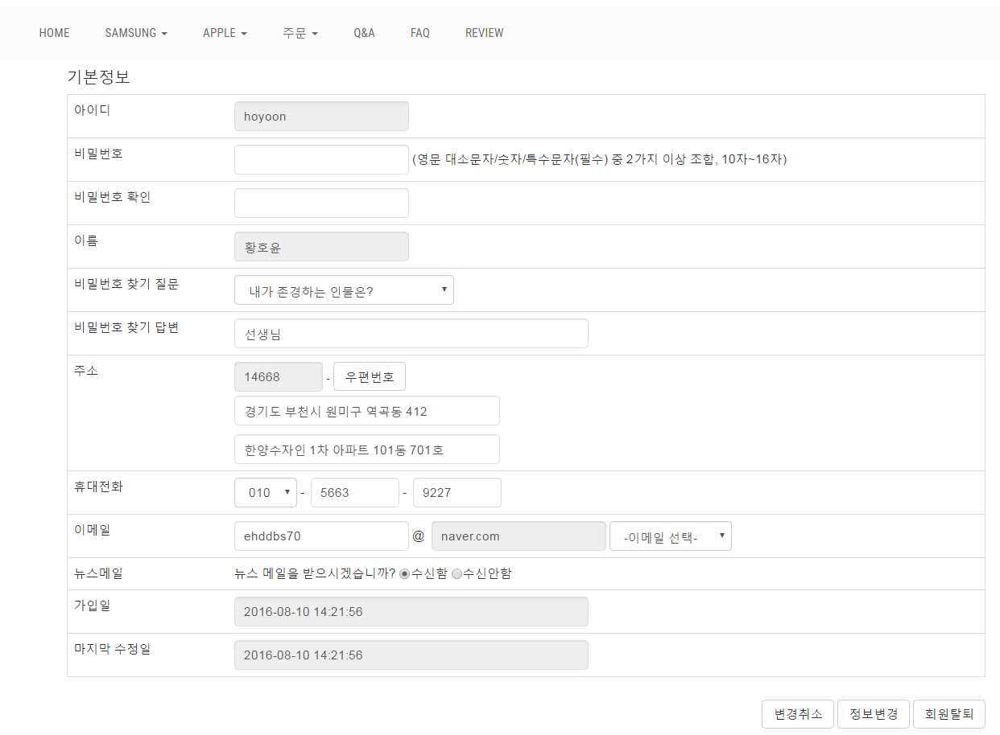 HOME SAMSUNG APPLE 주문 Q&A FAQ REVIEW
기본정보
아이디 hoyoon
비밀번호 (영문 대소문자/숫자/특수문자(필수) 중 2가지 이상 조합, 10자~16자)
비밀번호 확인
이름 황호윤
비밀번호 찾기 질문 내가 존경하는 인물은?
비밀번호 찾기 답변 선생님
주소 14668 - 우편번호
경기도 부천시 원미구 역곡동 412
한양수자인 1차 아파트 101동 701호
휴대전화 010 - 5663 - 9227
이메일 ehddbs70 @ naver.com -이메일 선택-
뉴스메일 뉴스 메일을 받으시겠습니까? 수신함 수신안함
가입일 2016-08-10 14:21:56
마지막 수정일 2016-08-10 14:21:56
변경취소 정보변경 회원탈퇴